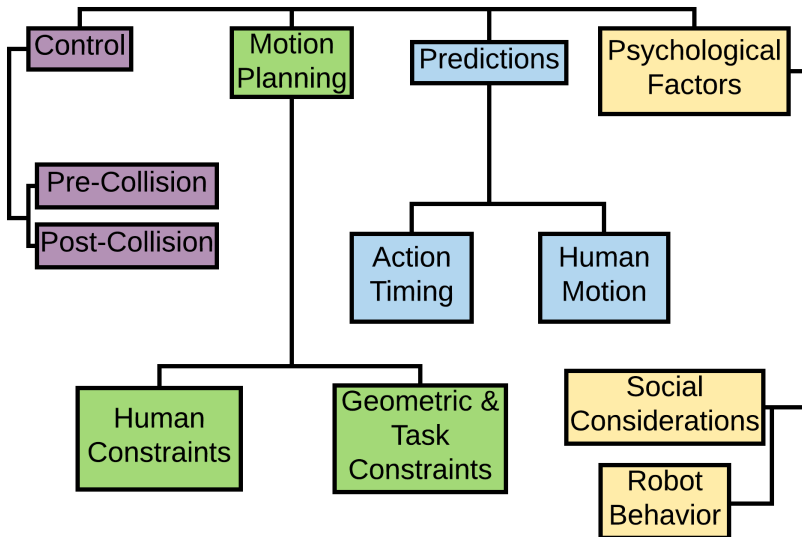 Control
Motion
Planning
Predictions
Psychological
Factors
Pre-Collision
Post-Collision
Action
Timing
Human
Motion
Human
Constraints
Geometric &
Task
Constraints
Social
Considerations
Robot
Behavior